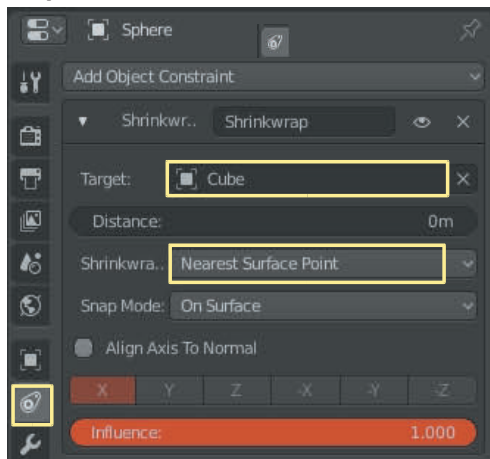 Sphere
Add Object Constraint
Shrinkwr.. Shrinkwrap
Target: Cube
Distance: 0m
Shrinkwra.. Nearest Surface Point
Snap Mode: On Surface
Align Axis To Normal
X Y Z -X -Y -Z
Influence: 1.000